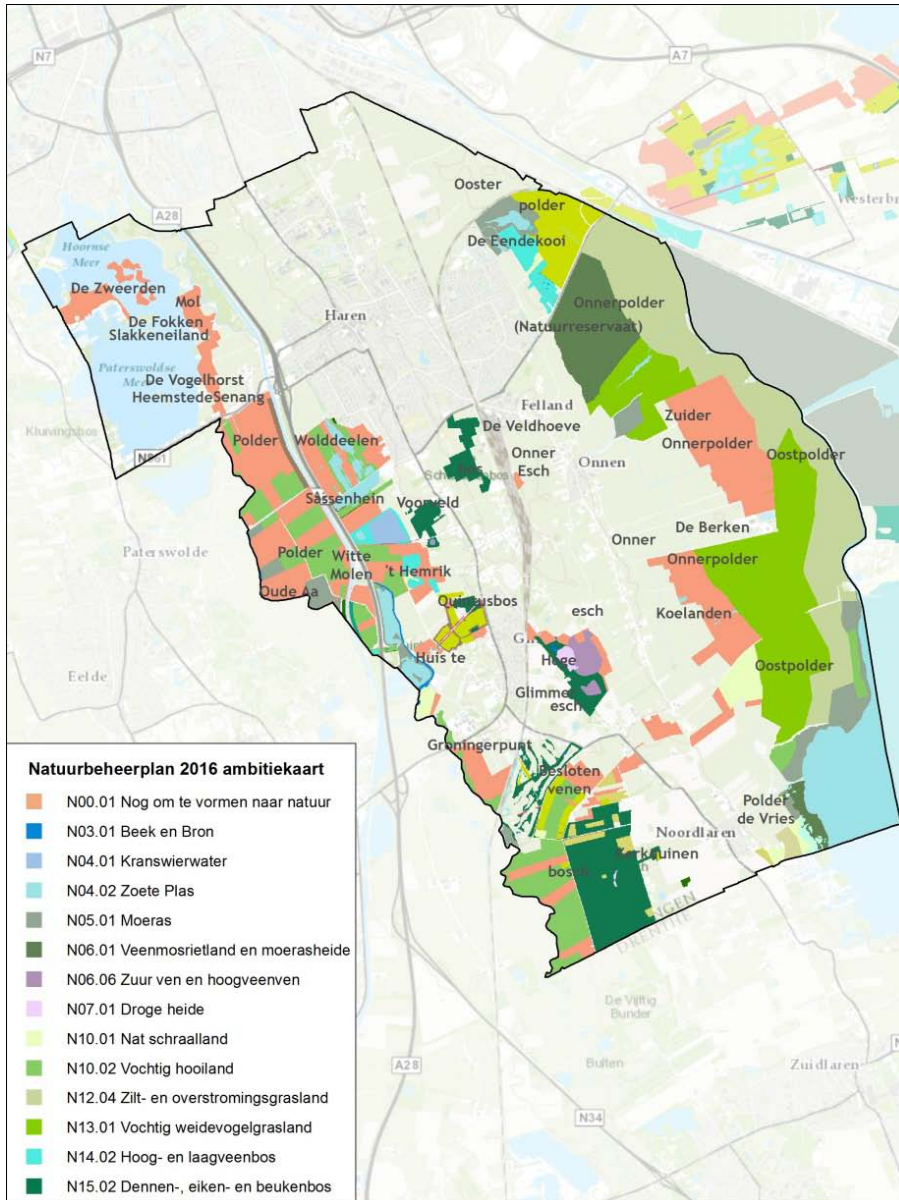 N7
A7
Westerbr
A28
Ooster
polder
Hoornse
Meer
De Eendekooi
De Zweerden
Mol
Onnerpolder
(Natuurreservaat)
Haren
De Fokken
Slakkeneiland
Paterswoldse
Mee
De Vogelhorst
HeemstedeSenang
Felland
Zuider
De Veldhoeve
Kluivingsbos
Polder
Wolddeelen
Onnerpolder
Oostpolder
N861
Onner
Esch
Onnen
Sassenhein
Voorveld
De Berken
Onner
Paterswolde
Polder
Witte
Molen
't Hemrik
Onnerpolder
Oude Aa
Quintusbos
esch
Koelanden
Huis te
Hoge
Oostpolder
Eelde
Glimmer
esch
Groningerpunt
Besloten
venen
Polder
de Vries
Noordlaren
Kerkduinen
bosch
DRENTHE
De Vijftig
Bunder
A28
Bulten
Zuidlaren
N34
Natuurbeheerplan 2016 ambitiekaart
N00.01 Nog om te vormen naar natuur
N03.01 Beek en Bron
N04.01 Kranswierwater
N04.02 Zoete Plas
N05.01 Moeras
N06.01 Veenmosrietland en moerasheide
N06.06 Zuur ven en hoogveenven
N07.01 Droge heide
N10.01 Nat schraalland
N10.02 Vochtig hooiland
N12.04 Zilt- en overstromingsgrasland
N13.01 Vochtig weidevogelgrasland
N14.02 Hoog- en laagveenbos
N15.02 Dennen-, eiken- en beukenbos